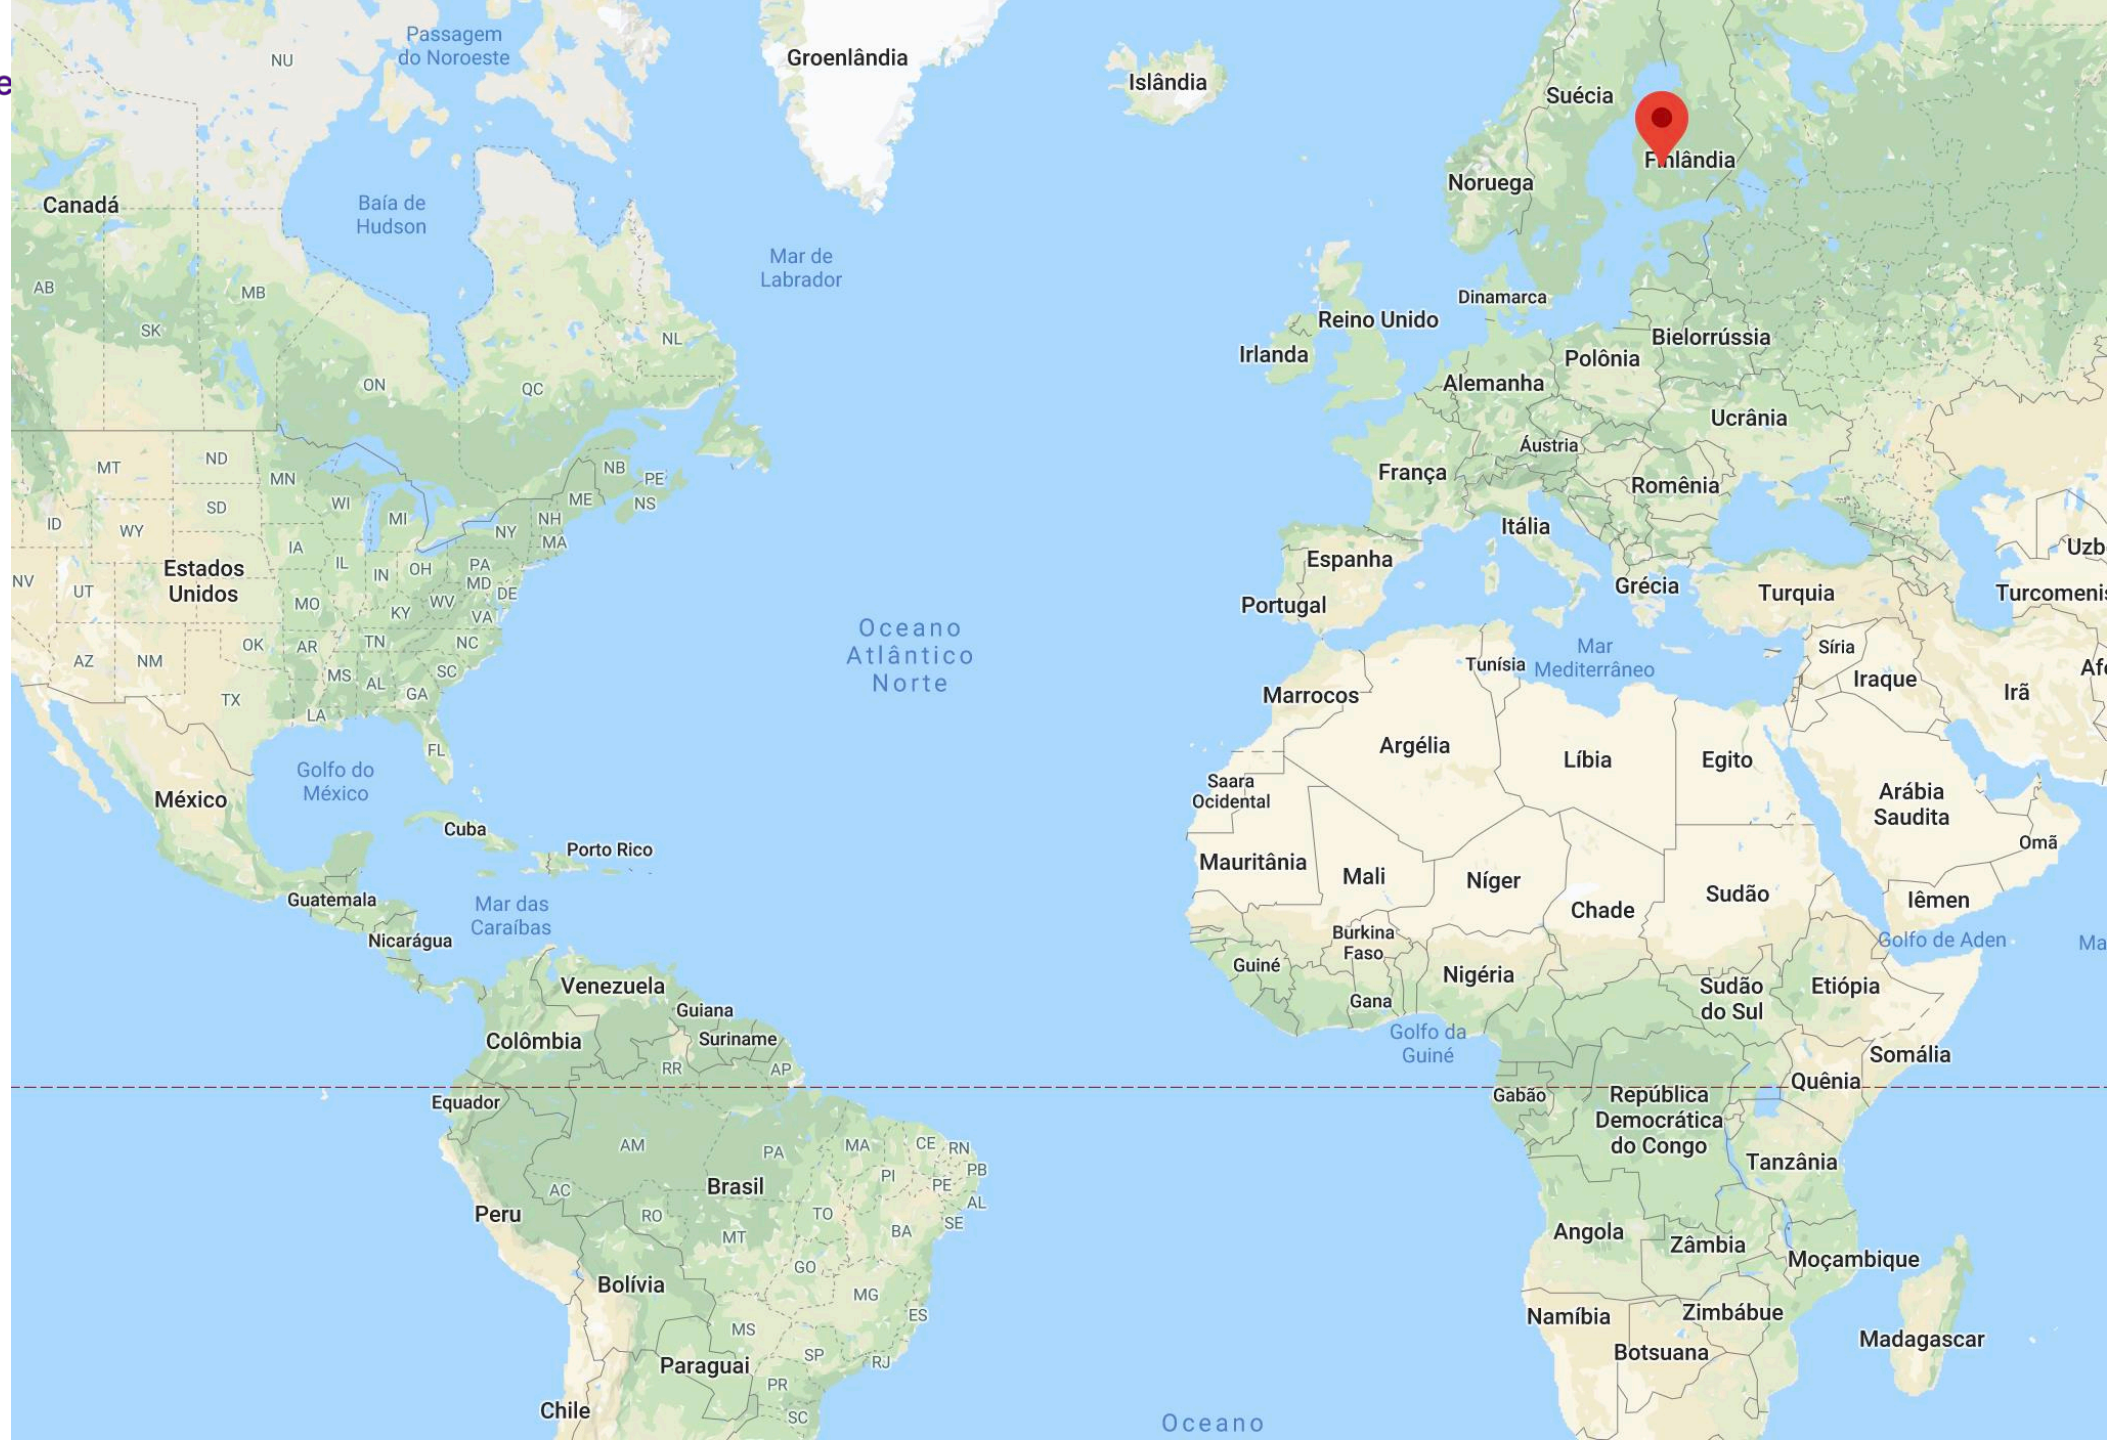 e
Passagem
do Noroeste
NU
Groenlândia
Islândia
Suécia
Finlândia
Noruega
Canadá
Baía de
Hudson
Mar de
Labrador
AB
MB
SK
NL
Dinamarca
Reino Unido
Irlanda
Bielorrússia
Polônia
Alemanha
ON
QC
Ucrânia
Áustria
França
Romênia
MT
ND
MN
NB
PE
NS
SD
WI
MI
ME
NH
MA
NY
ID
WY
Itália
IA
IL
IN
OH
PA
MD
DE
Espanha
Uzb
Estados
Unidos
NV
UT
MO
KY
WV
VA
Grécia
Turquia
Turcomenis
Portugal
Oceano
Atlântico
Norte
AZ
NM
OK
AR
TN
NC
Mar
Mediterrâneo
Síria
Tunísia
MS
AL
GA
SC
Iraque
Irã
Afe
TX
LA
Marrocos
FL
Argélia
Líbia
Egito
Golfo do
México
México
Saara
Ocidental
Arábia
Saudita
Cuba
Porto Rico
Omã
Mauritânia
Mali
Níger
Chade
Sudão
Iêmen
Guatemala
Mar das
Caraíbas
Nicarágua
Burkina
Faso
Golfo de Aden
Ma
Guiné
Nigéria
Venezuela
Gana
Sudão
do Sul
Etiópia
Guiana
Suriname
Colômbia
Golfo da
Guiné
Somália
RR
AP
Quênia
Equador
Gabão
República
Democrática
do Congo
AM
PA
MA
CE
RN
PB
PI
PE
AL
SE
Tanzânia
AC
Brasil
Peru
RO
TO
BA
MT
Angola
Zâmbia
Moçambique
GO
Bolívia
MG
ES
Namíbia
Zimbábue
MS
SP
RJ
Madagascar
Botsuana
Paraguai
PR
SC
Chile
Oceano